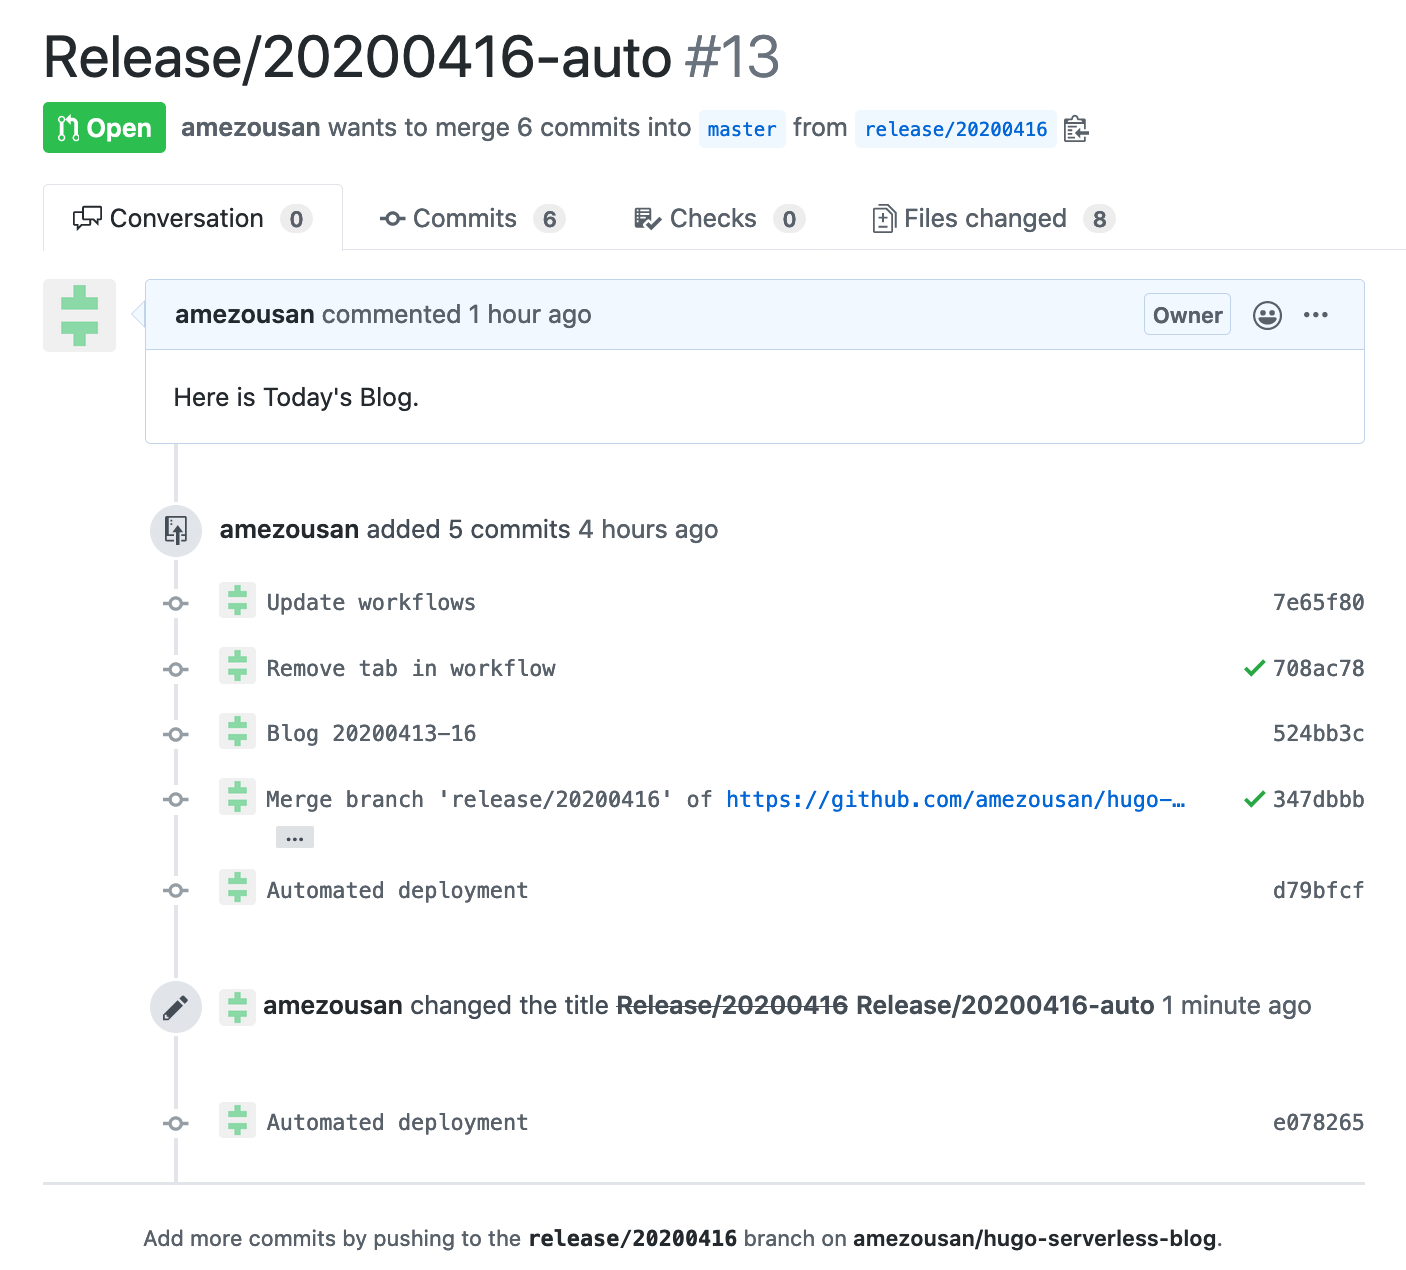 Release/20200416-auto #13
Open amezousan wants to merge 6 commits into master from release/20200416
Conversation 0 Commits 6 Checks 0 Files changed 8
amezousan commented 1 hour ago Owner
Here is Today's Blog.
amezousan added 5 commits 4 hours ago
Update workflows 7e65f80
Remove tab in workflow 708ac78
Blog 20200413-16 524bb3c
Merge branch 'release/20200416' of https://github.com/amezousan/hugo-… 347dbbb
…
Automated deployment d79bfcf
amezousan changed the title Release/20200416 Release/20200416-auto 1 minute ago
Automated deployment e078265
Add more commits by pushing to the release/20200416 branch on amezousan/hugo-serverless-blog.